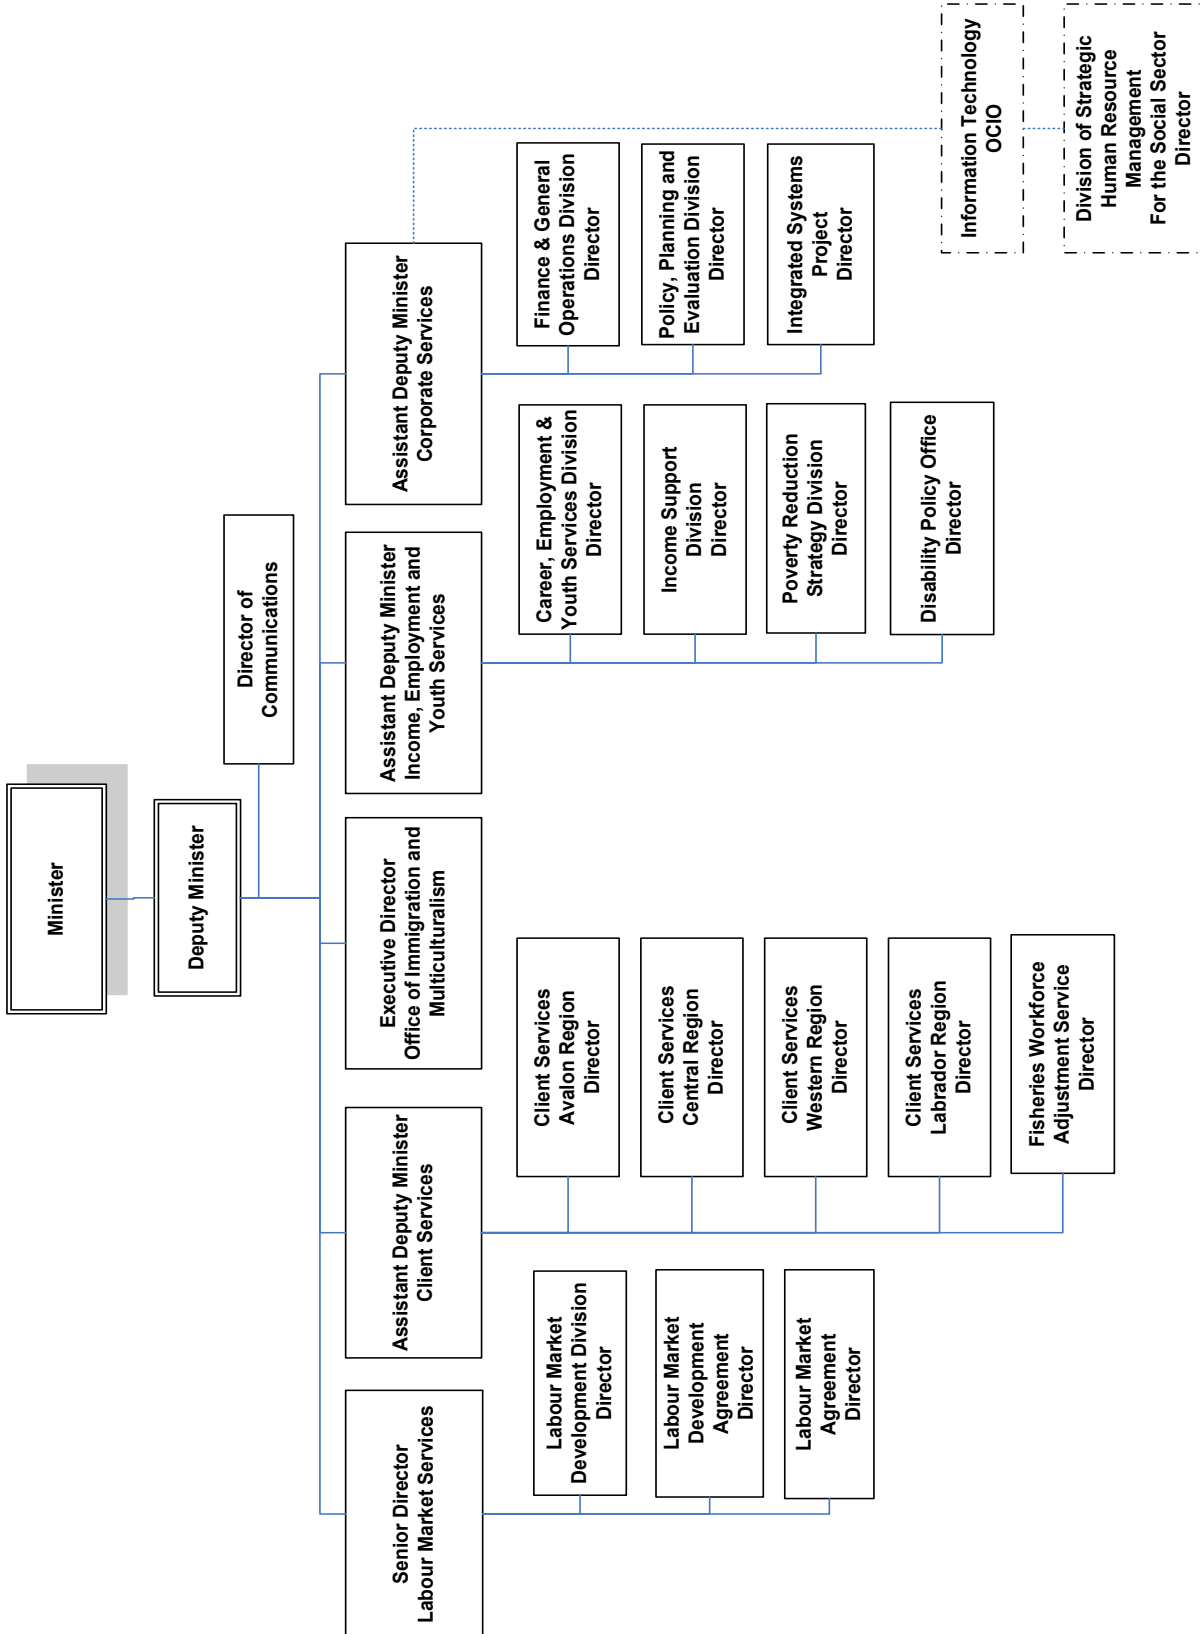 Minister
Deputy Minister
Director of
Communications
Senior Director
Labour Market Services
Assistant Deputy Minister
Client Services
Executive Director
Office of Immigration and
Multiculturalism
Assistant Deputy Minister
Income, Employment and
Youth Services
Assistant Deputy Minister
Corporate Services
Labour Market
Development Division
Director
Labour Market
Development
Agreement
Director
Labour Market
Agreement
Director
Client Services
Avalon Region
Director
Client Services
Central Region
Director
Client Services
Western Region
Director
Client Services
Labrador Region
Director
Fisheries Workforce
Adjustment Service
Director
Career, Employment &
Youth Services Division
Director
Income Support
Division
Director
Poverty Reduction
Strategy Division
Director
Disability Policy Office
Director
Finance & General
Operations Division
Director
Policy, Planning and
Evaluation Division
Director
Integrated Systems
Project
Director
Information Technology
OCIO
Division of Strategic
Human Resource
Management
For the Social Sector
Director